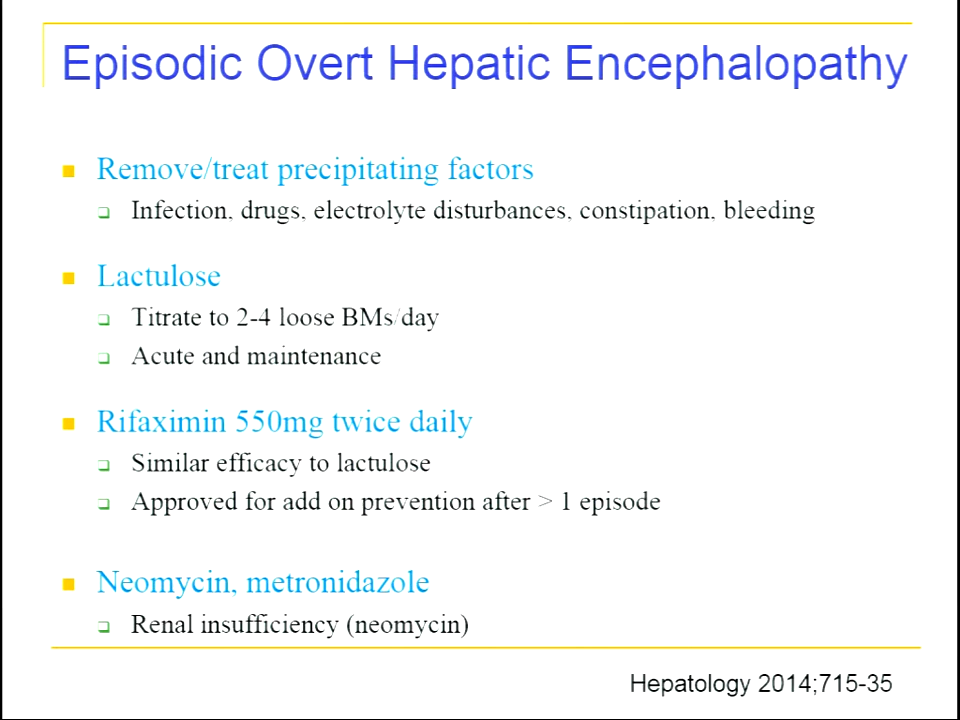 Episodic Overt Hepatic Encephalopathy
Remove/treat precipitating factors
Infection, drugs, electrolyte disturbances, constipation, bleeding
Lactulose
Titrate to 2-4 loose BMs/day
Acute and maintenance
Rifaximin 550mg twice daily
Similar efficacy to lactulose
Approved for add on prevention after > 1 episode
Neomycin, metronidazole
Renal insufficiency (neomycin)
Hepatology 2014;715-35